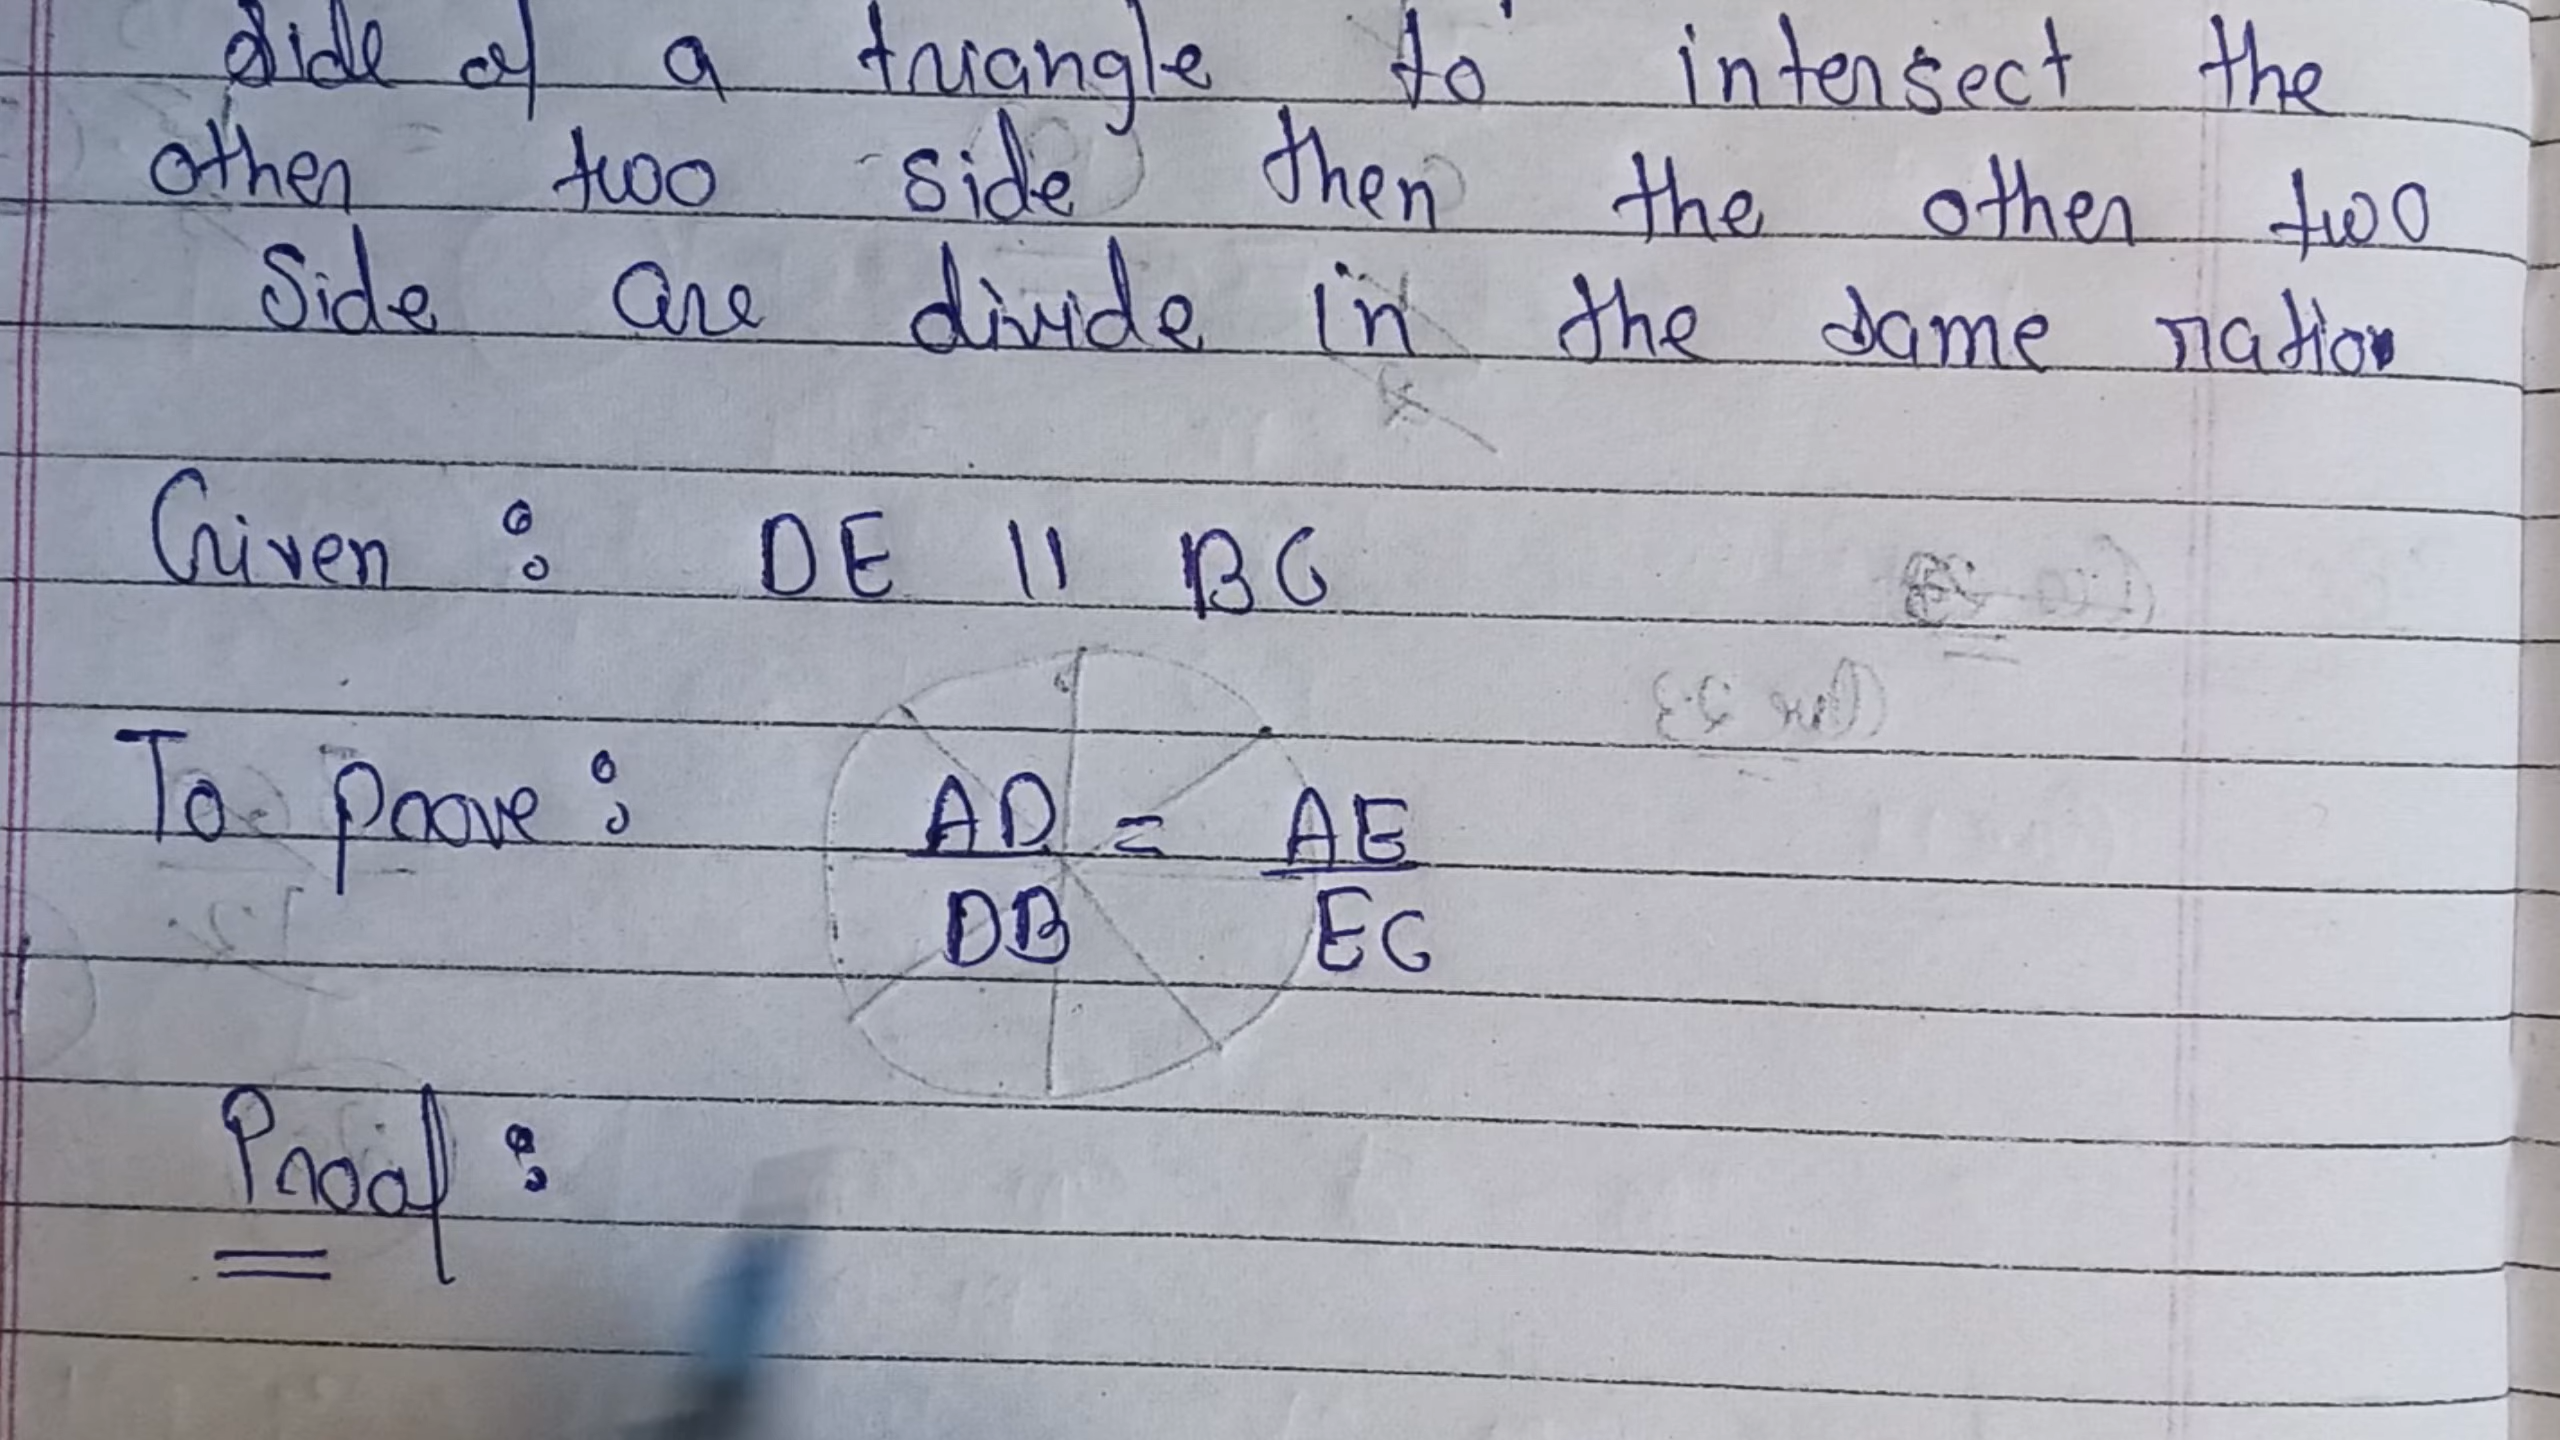 side of a triangle to intersect the
other two side then the other two
side are divide in the same ratior
Given : DE || BC
To prove : AD = AE
DB EC
Proof :